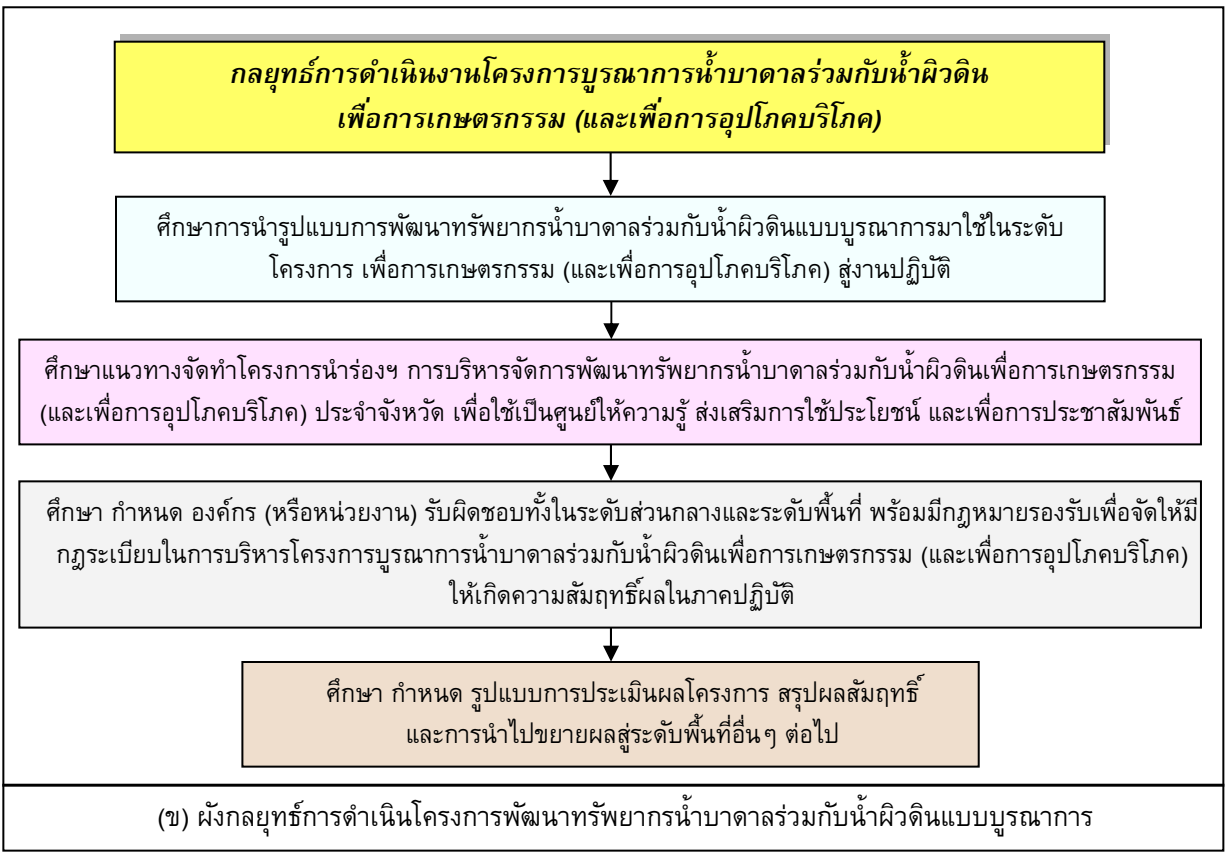 กลยุทธ์การดำเนินงานโครงการบูรณาการน้ำบาดาลร่วมกับน้ำผิวดิน
เพื่อการเกษตรกรรม (และเพื่อการอุปโภคบริโภค)
ศึกษาการนำรูปแบบการพัฒนาทรัพยากรน้ำบาดาลร่วมกับน้ำผิวดินแบบบูรณาการมาใช้ในระดับ
โครงการ เพื่อการเกษตรกรรม (และเพื่อการอุปโภคบริโภค) สู่งานปฏิบัติ
ศึกษาแนวทางจัดทำโครงการนำร่องฯ การบริหารจัดการพัฒนาทรัพยากรน้ำบาดาลร่วมกับน้ำผิวดินเพื่อการเกษตรกรรม
(และเพื่อการอุปโภคบริโภค) ประจำจังหวัด เพื่อใช้เป็นศูนย์ให้ความรู้ ส่งเสริมการใช้ประโยชน์ และเพื่อการประชาสัมพันธ์
ศึกษา กำหนด องค์กร (หรือหน่วยงาน) รับผิดชอบทั้งในระดับส่วนกลางและระดับพื้นที่ พร้อมมีกฎหมายรองรับเพื่อจัดให้มี
กฎระเบียบในการบริหารโครงการบูรณาการน้ำบาดาลร่วมกับน้ำผิวดินเพื่อการเกษตรกรรม (และเพื่อการอุปโภคบริโภค)
ให้เกิดความสัมฤทธิ์ผลในภาคปฏิบัติ
ศึกษา กำหนด รูปแบบการประเมินผลโครงการ สรุปผลสัมฤทธิ์
และการนำไปขยายผลสู่ระดับพื้นที่อื่นๆ ต่อไป
(ข) ผังกลยุทธ์การดำเนินโครงการพัฒนาทรัพยากรน้ำบาดาลร่วมกับน้ำผิวดินแบบบูรณาการ